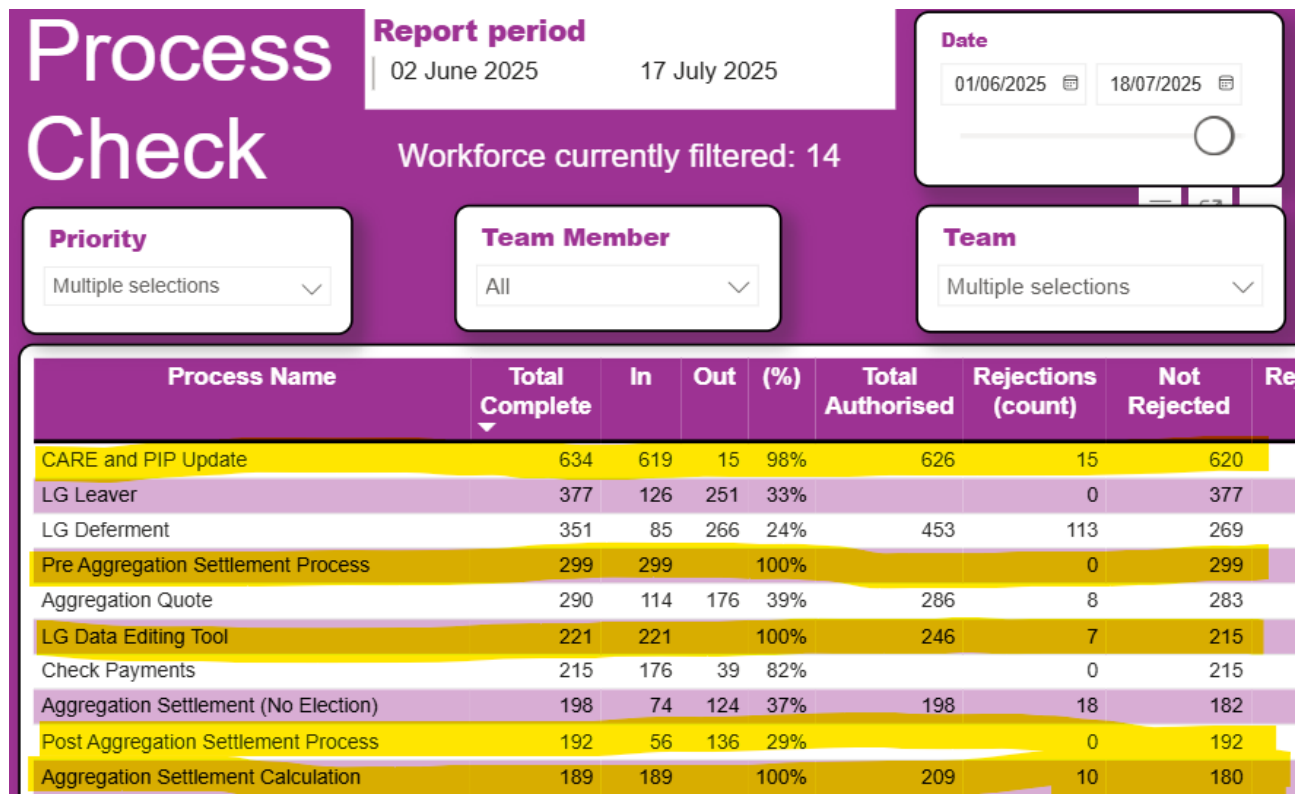 Process
Check
Report period
02 June 2025 17 July 2025
Workforce currently filtered: 14
Date
01/06/2025 18/07/2025
Priority
Multiple selections
Team Member
All
Team
Multiple selections
Process Name Total Complete In Out (%) Total Authorised Rejections (count) Not Rejected Re
CARE and PIP Update 634 619 15 98% 626 15 620
LG Leaver 377 126 251 33% 0 377
LG Deferment 351 85 266 24% 453 113 269
Pre Aggregation Settlement Process 299 299 100% 0 299
Aggregation Quote 290 114 176 39% 286 8 283
LG Data Editing Tool 221 221 100% 246 7 215
Check Payments 215 176 39 82% 0 215
Aggregation Settlement (No Election) 198 74 124 37% 198 18 182
Post Aggregation Settlement Process 192 56 136 29% 0 192
Aggregation Settlement Calculation 189 189 100% 209 10 180